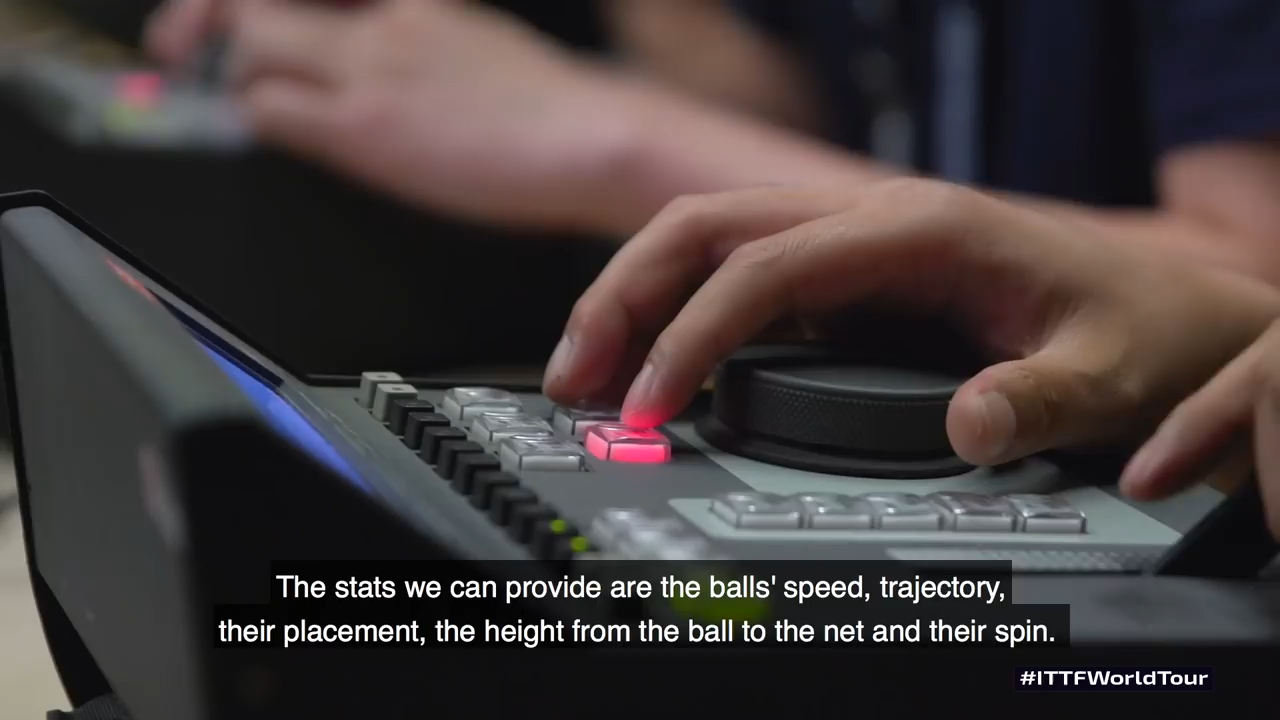 The stats we can provide are the balls' speed, trajectory,
their placement, the height from the ball to the net and their spin.
#ITTFWorldTour